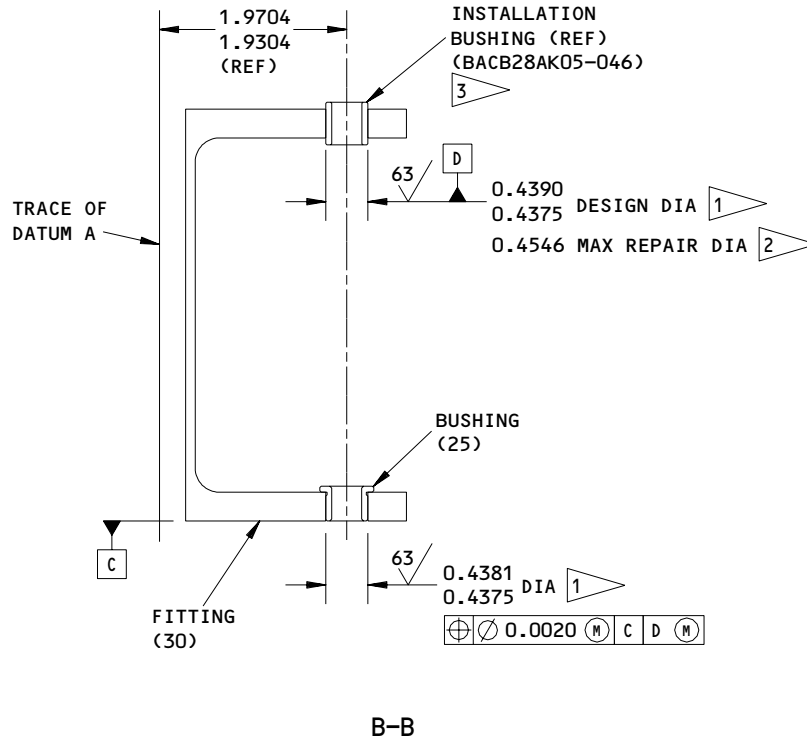 1.9704
1.9304
(REF)
INSTALLATION
BUSHING (REF)
(BACB28AK05-046)
3
63
D
0.4390
0.4375
DESIGN DIA
1
0.4546 MAX REPAIR DIA
2
TRACE OF
DATUM A
BUSHING
(25)
C
63
0.4381
0.4375
DIA
1
⌖ ⌀ 0.0020 Ⓜ C D Ⓜ
FITTING
(30)
B-B